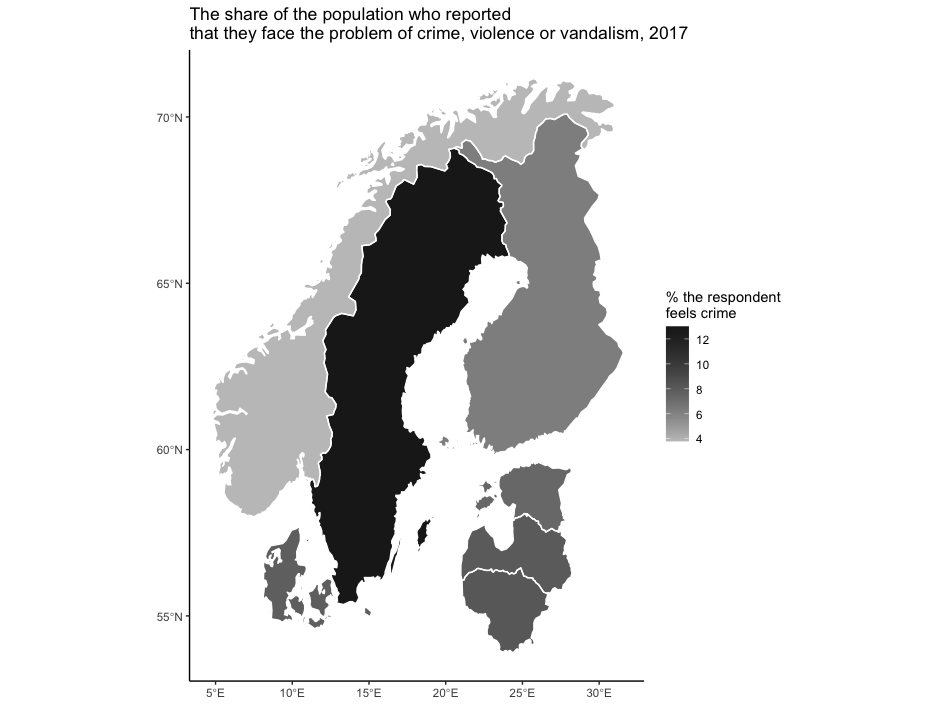 The share of the population who reported
that they face the problem of crime, violence or vandalism, 2017
70°N
65°N
60°N
55°N
5°E
10°E
15°E
20°E
25°E
30°E
% the respondent
feels crime
12
10
8
6
4